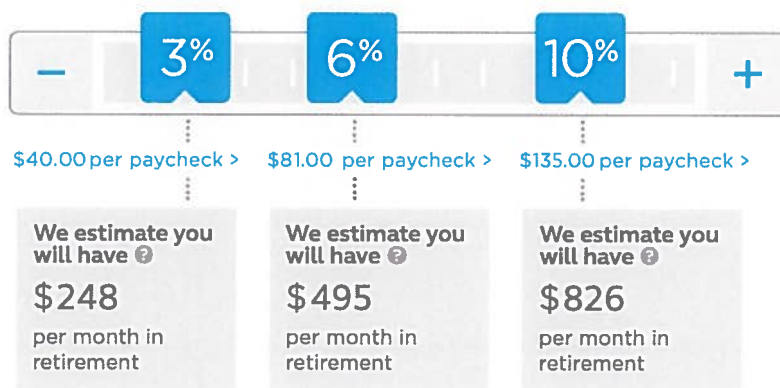 − 3% 6% 10% +
$40.00 per paycheck > $81.00 per paycheck > $135.00 per paycheck >
We estimate you
will have ?
$248
per month in
retirement
We estimate you
will have ?
$495
per month in
retirement
We estimate you
will have ?
$826
per month in
retirement